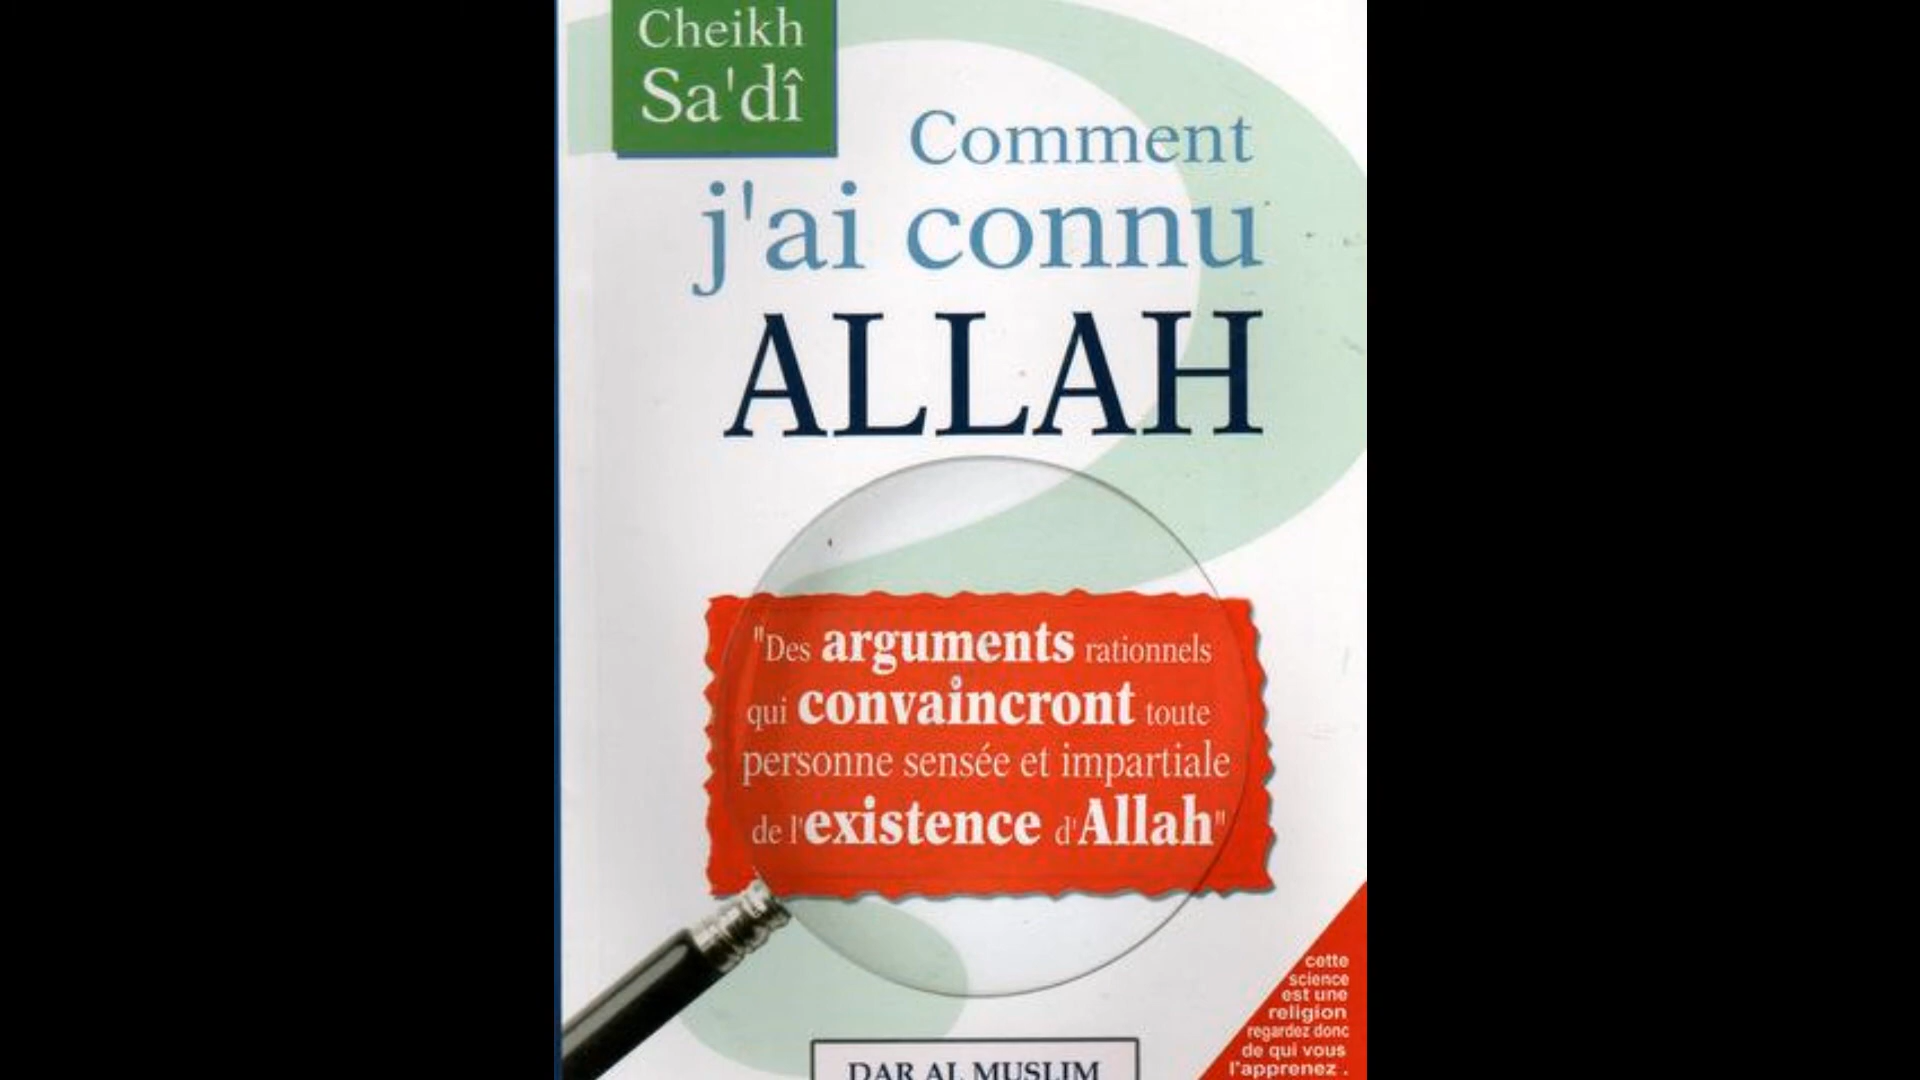 Cheikh
Sa'dî
Comment
j'ai connu
ALLAH
"Des arguments rationnels
qui convaincront toute
personne sensée et impartiale
de l'existence d'Allah"
cette
science
est une
religion
regardez donc
de qui vous
l'apprenez .
DAR AL MUSLIM